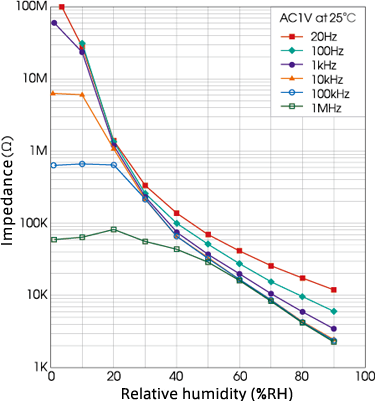 100M
10M
1M
100K
10K
1K
Impedance (Ω)
AC1V at 25°C
20Hz
100Hz
1kHz
10kHz
100kHz
1MHz
0 20 40 60 80 100
Relative humidity (%RH)